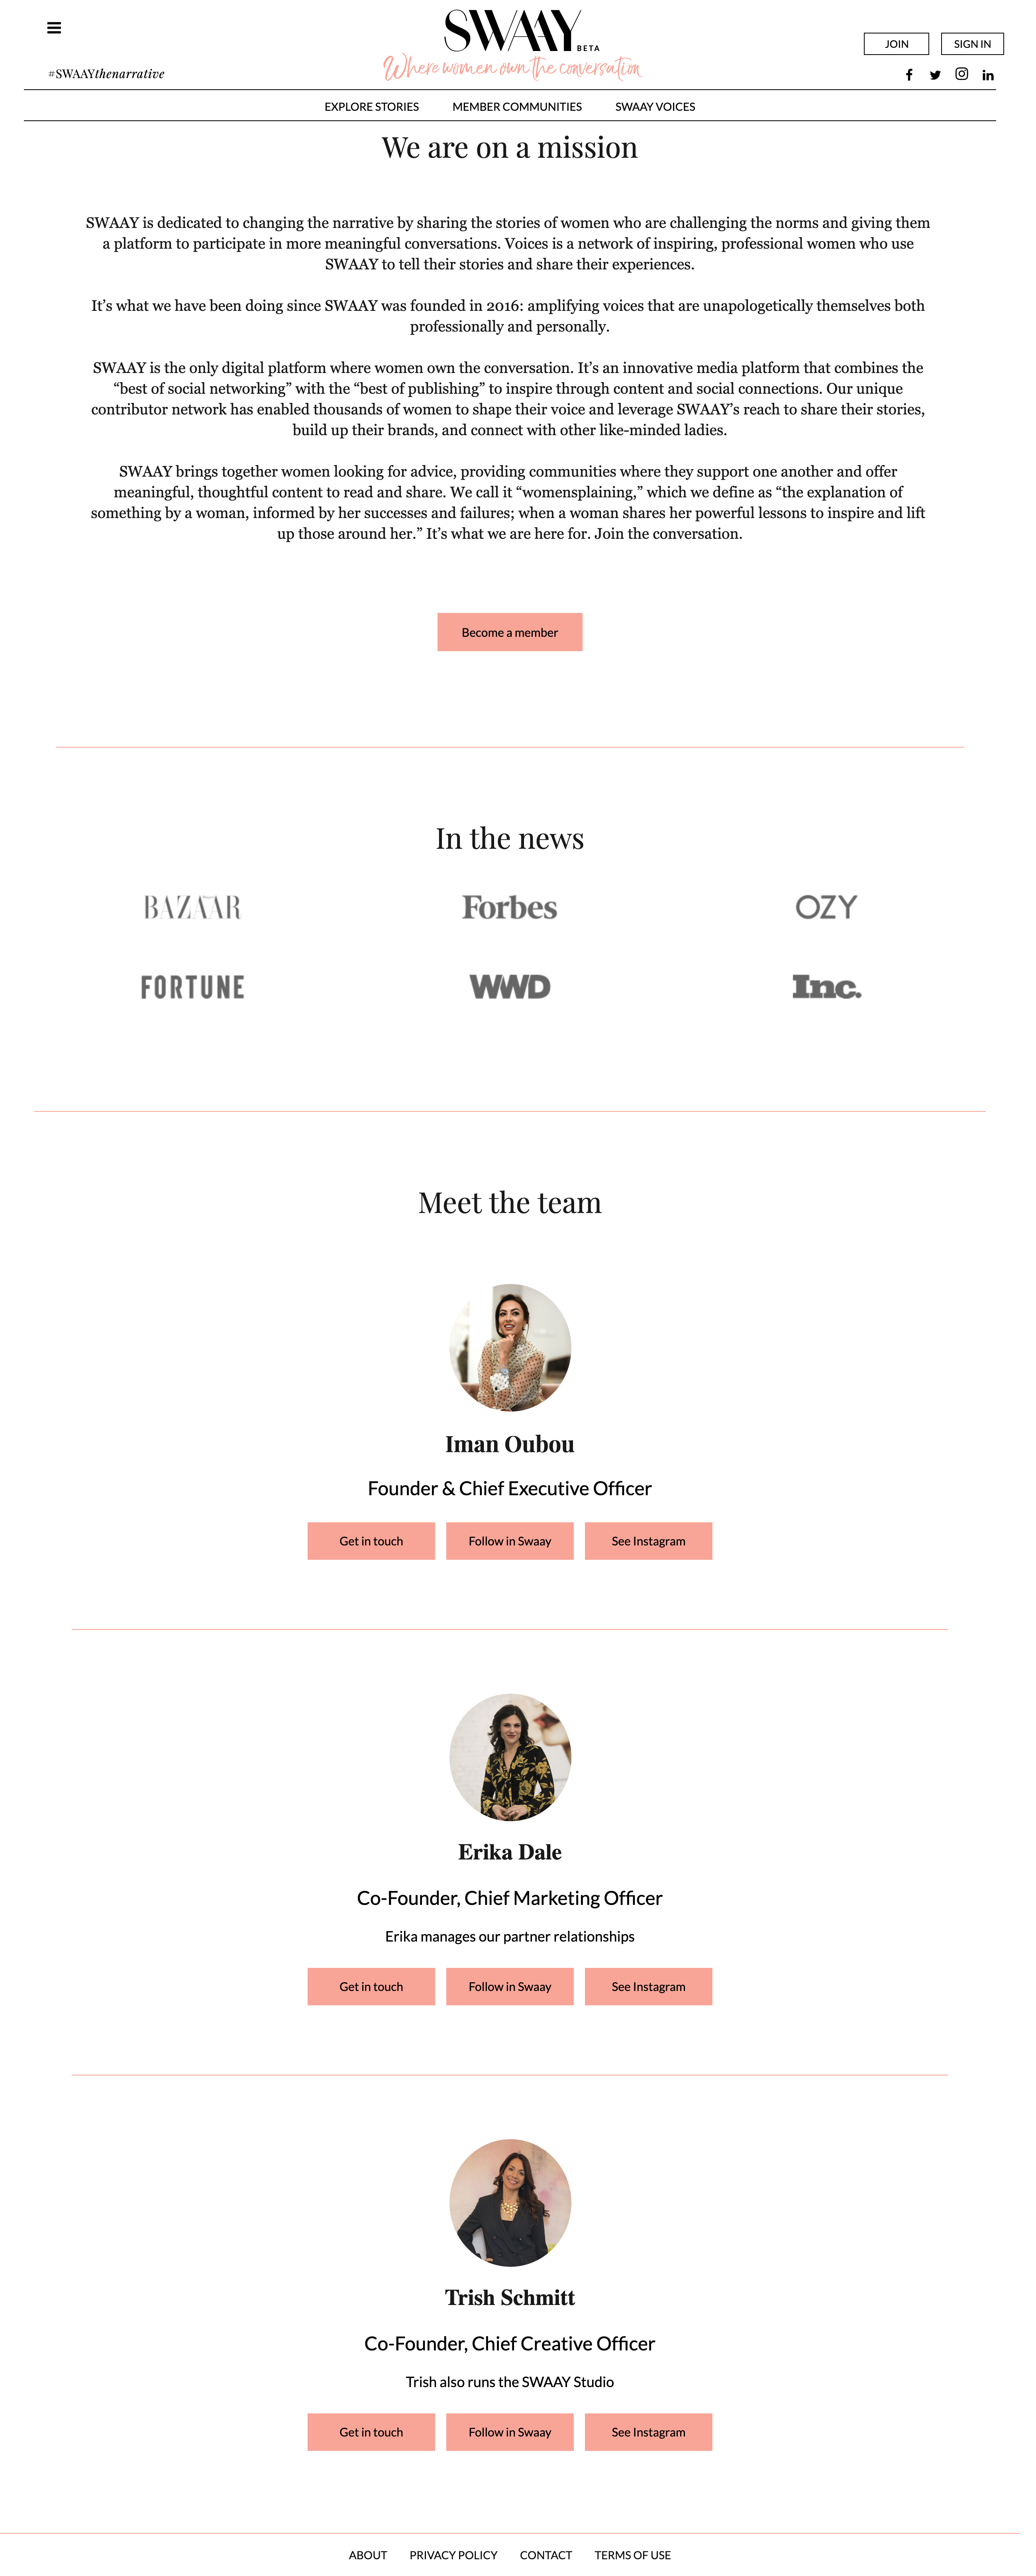 SWAAY
BETA
JOIN
SIGN IN
#SWAAYthenarrative
Where women own the conversation
EXPLORE STORIES
MEMBER COMMUNITIES
SWAAY VOICES
We are on a mission
SWAAY is dedicated to changing the narrative by sharing the stories of women who are challenging the norms and giving them
a platform to participate in more meaningful conversations. Voices is a network of inspiring, professional women who use
SWAAY to tell their stories and share their experiences.
It’s what we have been doing since SWAAY was founded in 2016: amplifying voices that are unapologetically themselves both
professionally and personally.
SWAAY is the only digital platform where women own the conversation. It’s an innovative media platform that combines the
“best of social networking” with the “best of publishing” to inspire through content and social connections. Our unique
contributor network has enabled thousands of women to shape their voice and leverage SWAAY’s reach to share their stories,
build up their brands, and connect with other like-minded ladies.
SWAAY brings together women looking for advice, providing communities where they support one another and offer
meaningful, thoughtful content to read and share. We call it “womensplaining,” which we define as “the explanation of
something by a woman, informed by her successes and failures; when a woman shares her powerful lessons to inspire and lift
up those around her.” It’s what we are here for. Join the conversation.
Become a member
In the news
BAZAAR
Forbes
OZY
FORTUNE
WWD
Inc.
Meet the team
Iman Oubou
Founder & Chief Executive Officer
Get in touch
Follow in Swaay
See Instagram
Erika Dale
Co-Founder, Chief Marketing Officer
Erika manages our partner relationships
Get in touch
Follow in Swaay
See Instagram
Trish Schmitt
Co-Founder, Chief Creative Officer
Trish also runs the SWAAY Studio
Get in touch
Follow in Swaay
See Instagram
ABOUT
PRIVACY POLICY
CONTACT
TERMS OF USE